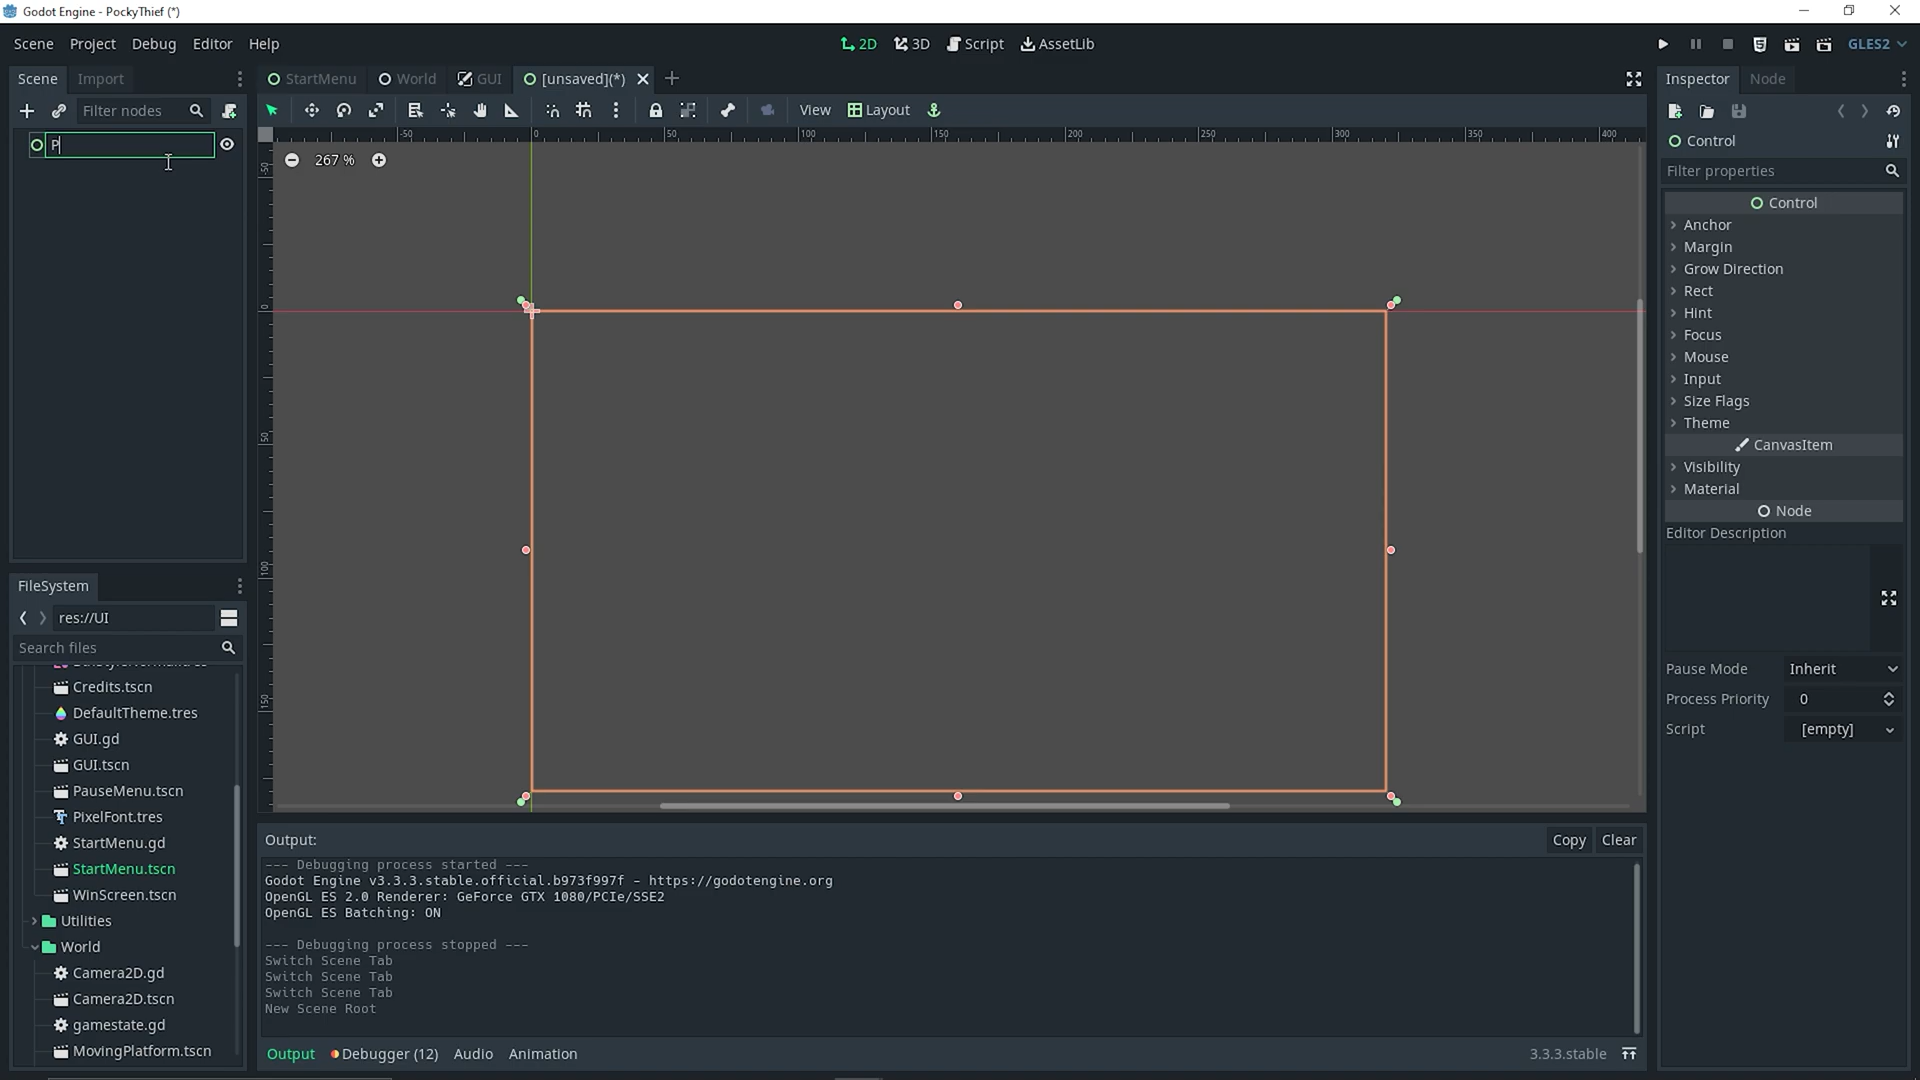 Godot Engine - PockyThief (*)
Scene Project Debug Editor Help
2D 3D Script AssetLib
GLES2
Scene Import
StartMenu World GUI [unsaved](*)
Inspector Node
Filter nodes
View Layout
P
267 %
-50 0 50 100 150 200 250 300 350 400
-50
0
50
100
150
Control
Filter properties
Control
Anchor
Margin
Grow Direction
Rect
Hint
Focus
Mouse
Input
Size Flags
Theme
CanvasItem
Visibility
Material
Node
Editor Description
Pause Mode Inherit
Process Priority 0
Script [empty]
FileSystem
res://UI
Search files
Credits.tscn
DefaultTheme.tres
GUI.gd
GUI.tscn
PauseMenu.tscn
PixelFont.tres
StartMenu.gd
StartMenu.tscn
WinScreen.tscn
Utilities
World
Camera2D.gd
Camera2D.tscn
gamestate.gd
MovingPlatform.tscn
Output:
Copy Clear
--- Debugging process started ---
Godot Engine v3.3.3.stable.official.b973f997f - https://godotengine.org
OpenGL ES 2.0 Renderer: GeForce GTX 1080/PCIe/SSE2
OpenGL ES Batching: ON
--- Debugging process stopped ---
Switch Scene Tab
Switch Scene Tab
Switch Scene Tab
New Scene Root
Output Debugger (12) Audio Animation
3.3.3.stable